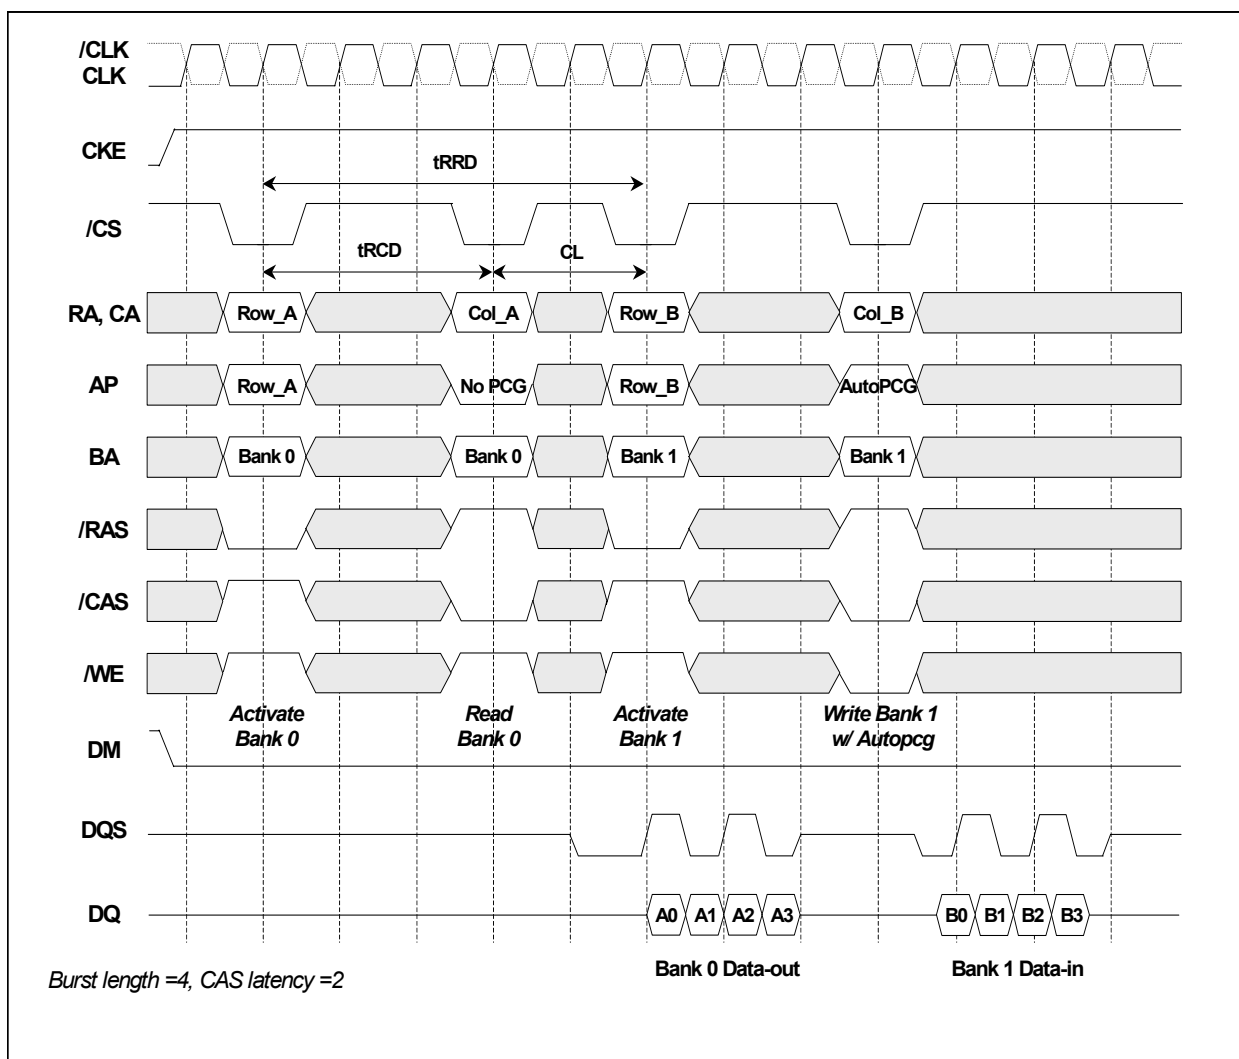 /CLK
CLK
CKE
tRRD
/CS
tRCD CL
RA, CA Row_A Col_A Row_B Col_B
AP Row_A No PCG Row_B AutoPCG
BA Bank 0 Bank 0 Bank 1 Bank 1
/RAS
/CAS
/WE
Activate Read Activate Write Bank 1
Bank 0 Bank 0 Bank 1 w/ Autopcg
DM
DQS
DQ A0 A1 A2 A3 B0 B1 B2 B3
Bank 0 Data-out Bank 1 Data-in
Burst length =4, CAS latency =2